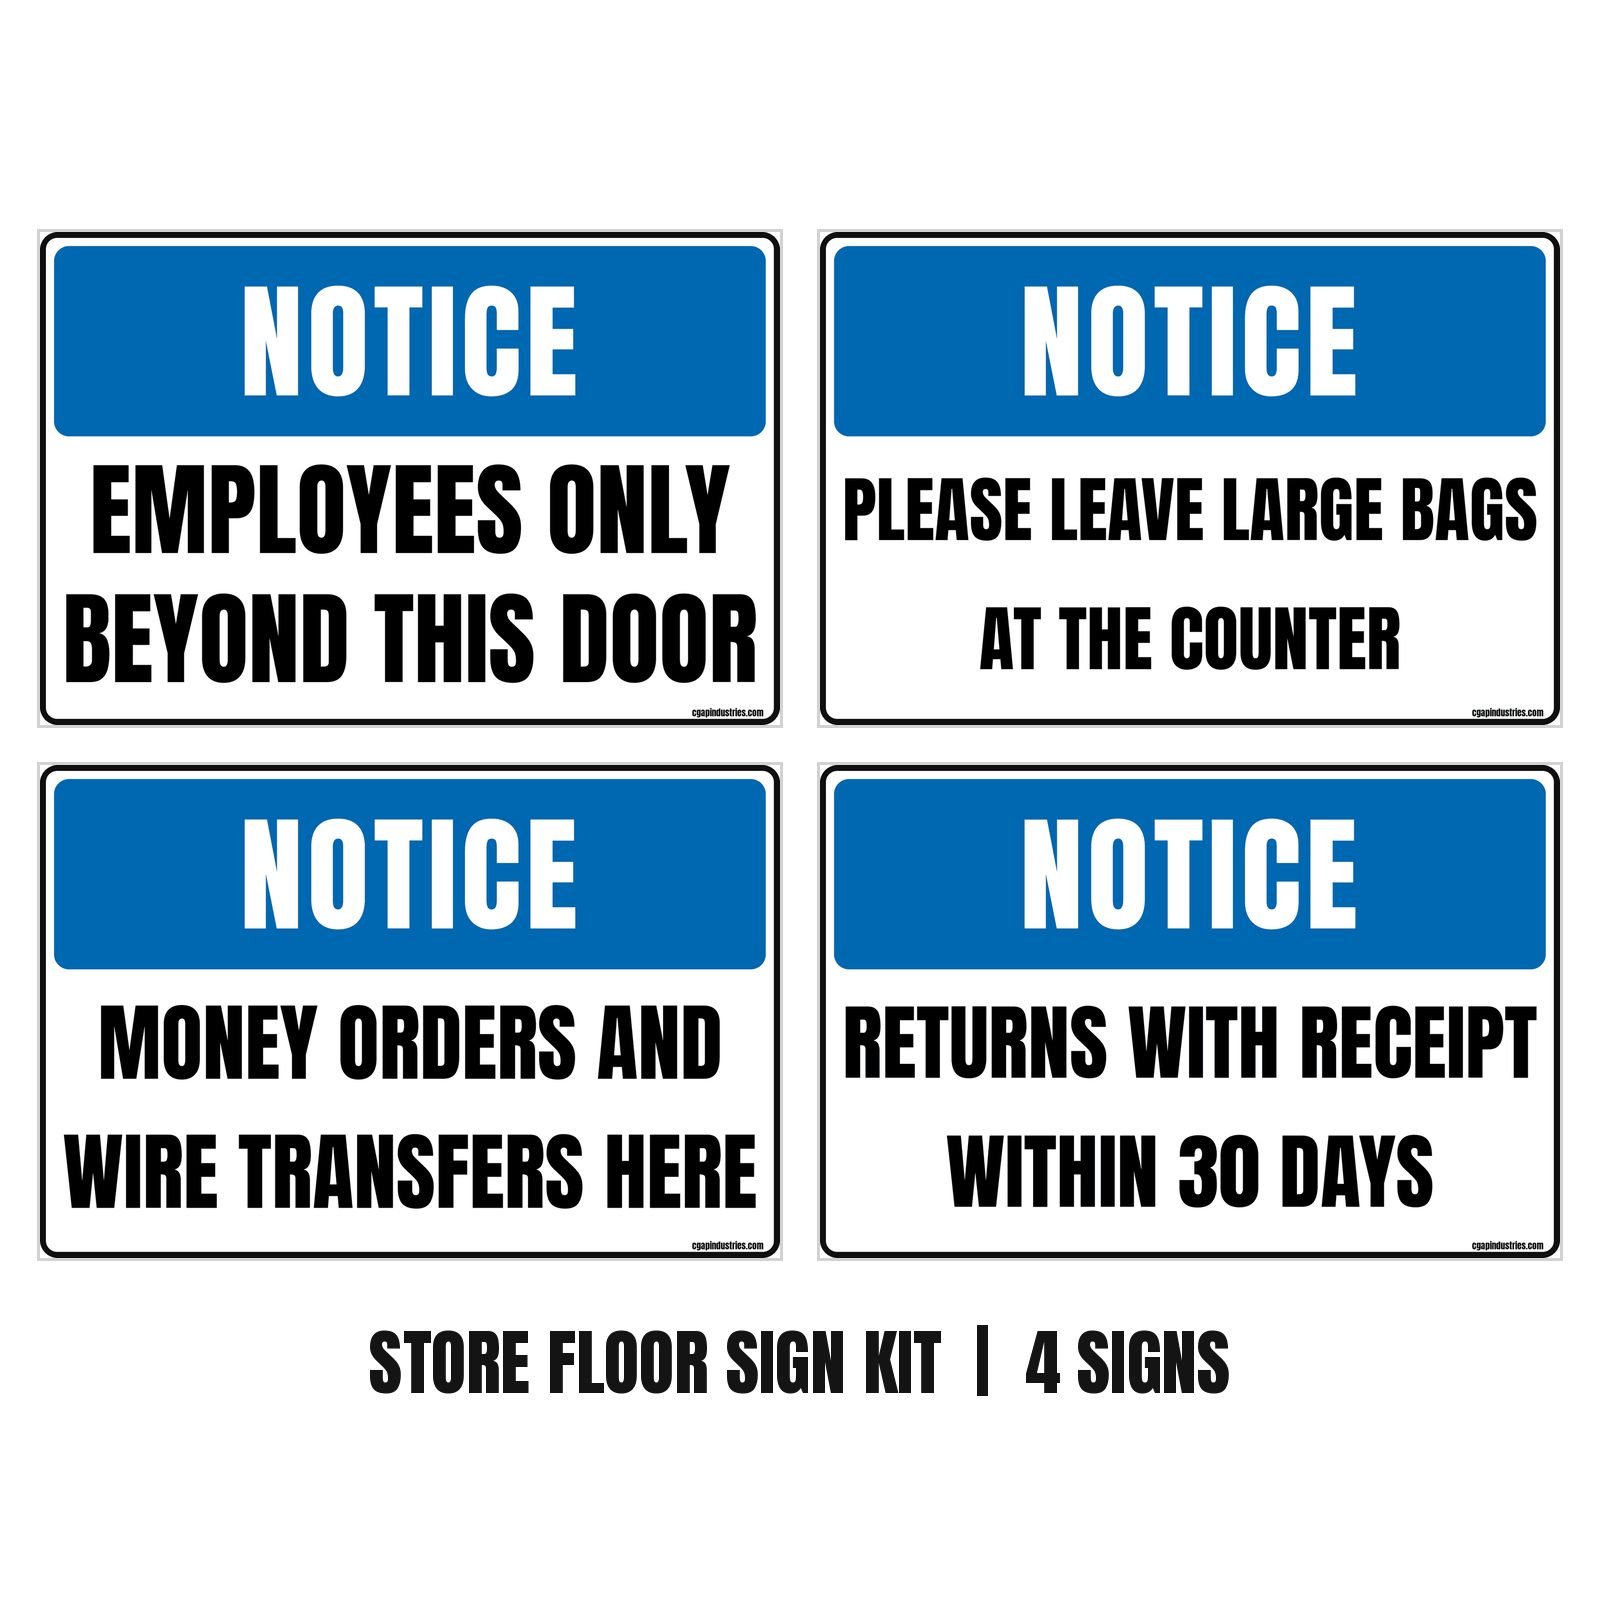 NOTICE
EMPLOYEES ONLY
BEYOND THIS DOOR
cgapindustries.com
NOTICE
PLEASE LEAVE LARGE BAGS
AT THE COUNTER
cgapindustries.com
NOTICE
MONEY ORDERS AND
WIRE TRANSFERS HERE
cgapindustries.com
NOTICE
RETURNS WITH RECEIPT
WITHIN 30 DAYS
cgapindustries.com
STORE FLOOR SIGN KIT | 4 SIGNS